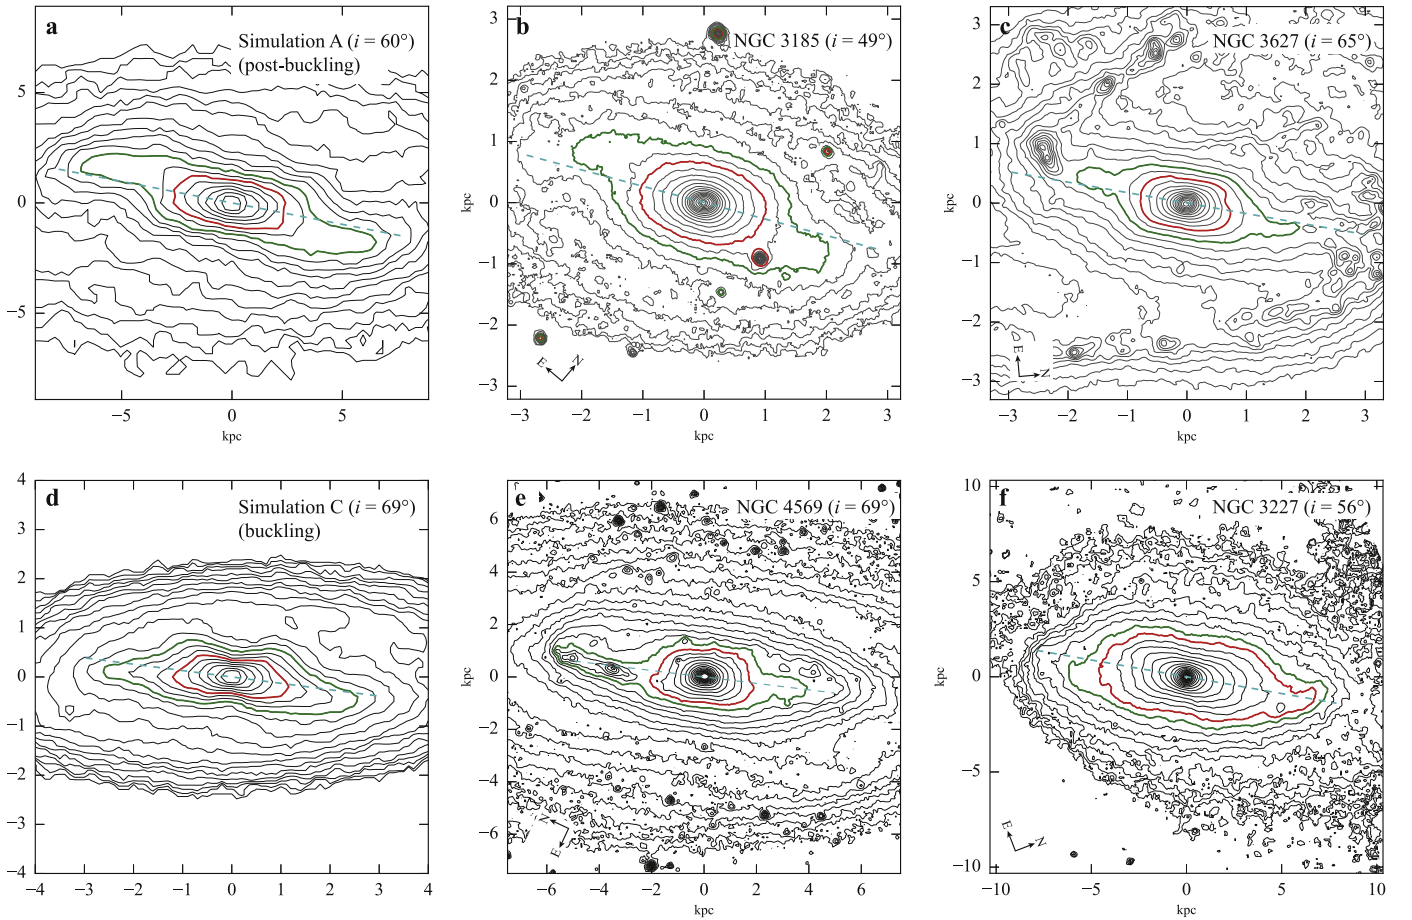 a
Simulation A (i = 60°)
(post-buckling)
5
0
−5
−5
0
5
kpc
b
NGC 3185 (i = 49°)
3
2
1
0
−1
−2
−3
kpc
E
N
−3
−2
−1
0
1
2
3
kpc
c
NGC 3627 (i = 65°)
3
2
1
0
−1
−2
−3
kpc
E
N
−3
−2
−1
0
1
2
3
kpc
d
Simulation C (i = 69°)
(buckling)
4
3
2
1
0
−1
−2
−3
−4
−4
−3
−2
−1
0
1
2
3
4
e
NGC 4569 (i = 69°)
6
4
2
0
−2
−4
−6
kpc
E
−6
−4
−2
0
2
4
6
kpc
f
NGC 3227 (i = 56°)
10
5
0
−5
−10
kpc
E
N
−10
−5
0
5
10
kpc